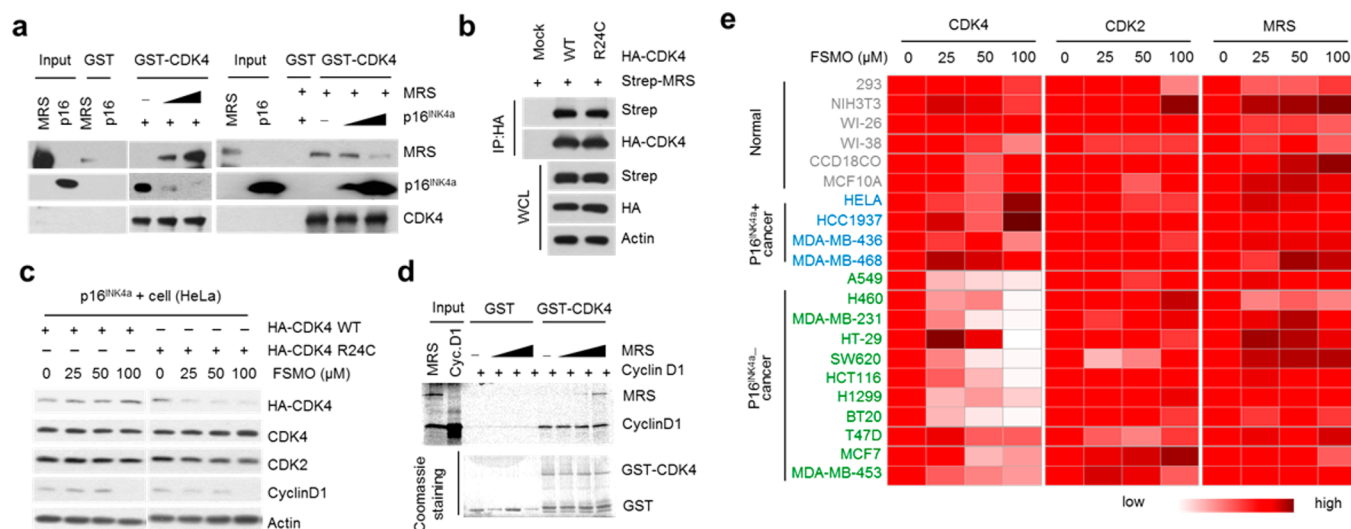 a
Input GST GST-CDK4 Input GST GST-CDK4
+ + + + MRS
– + – p16INK4a
+ + +
MRS p16 MRS p16 MRS p16
MRS
p16INK4a
CDK4
b
Mock WT R24C HA-CDK4
+ + + Strep-MRS
IP:HA
Strep
HA-CDK4
WCL
Strep
HA
Actin
c
p16INK4a + cell (HeLa)
+ + + + – – – – HA-CDK4 WT
– – – – + + + + HA-CDK4 R24C
0 25 50 100 0 25 50 100 FSMO (µM)
HA-CDK4
CDK4
CDK2
CyclinD1
Actin
d
Input GST GST-CDK4
MRS Cyc.D1
– – MRS
+ + + + + + + + Cyclin D1
MRS
CyclinD1
Coomassie staining
GST-CDK4
GST
e
CDK4 CDK2 MRS
FSMO (µM) 0 25 50 100 0 25 50 100 0 25 50 100
Normal
293
NIH3T3
WI-26
WI-38
CCD18CO
MCF10A
P16INK4a+ cancer
HELA
HCC1937
MDA-MB-436
MDA-MB-468
P16INK4a– cancer
A549
H460
MDA-MB-231
HT-29
SW620
HCT116
H1299
BT20
T47D
MCF7
MDA-MB-453
low high